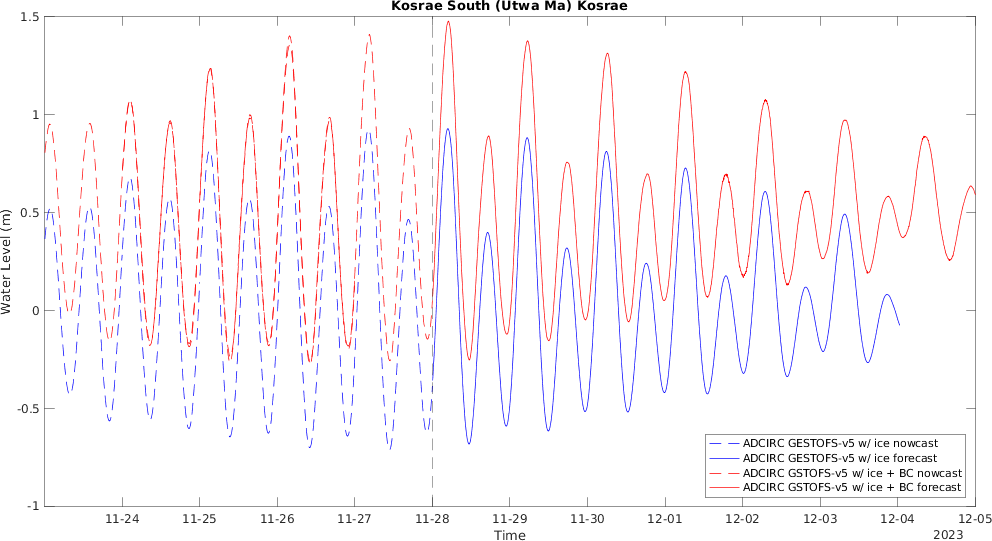 Kosrae South (Utwa Ma) Kosrae
1.5
1
0.5
0
-0.5
-1
Water Level (m)
ADCIRC GESTOFS-v5 w/ ice nowcast
ADCIRC GESTOFS-v5 w/ ice forecast
ADCIRC GSTOFS-v5 w/ ice + BC nowcast
ADCIRC GSTOFS-v5 w/ ice + BC forecast
11-24 11-25 11-26 11-27 11-28 11-29 11-30 12-01 12-02 12-03 12-04 12-05
Time
2023